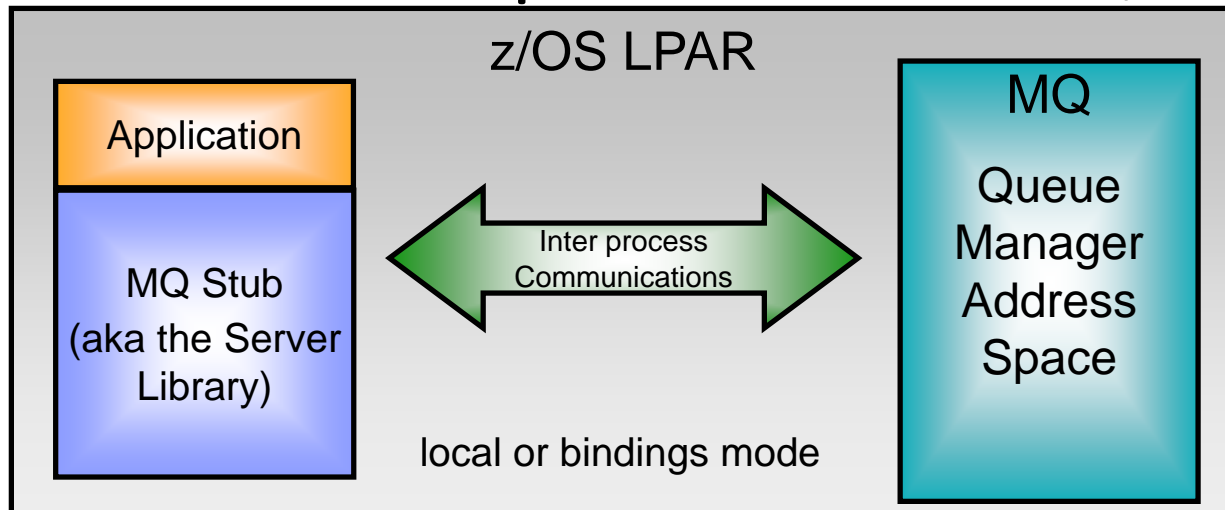 z/OS LPAR
Application
MQ Stub
(aka the Server
Library)
Inter process
Communications
local or bindings mode
MQ
Queue
Manager
Address
Space